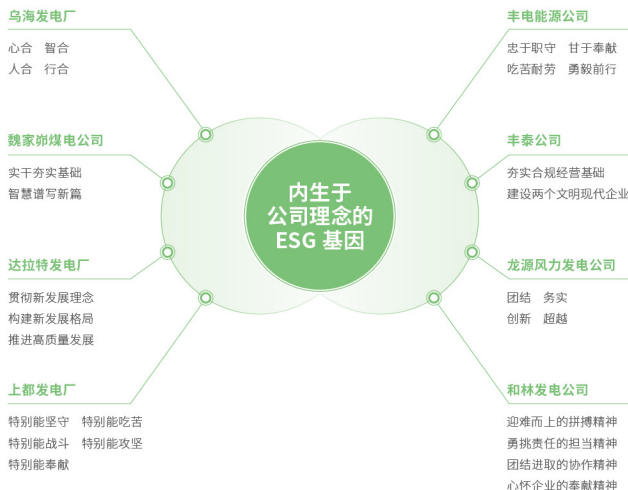 乌海发电厂
心合 智合
人合 行合
魏家峁煤电公司
实干夯实基础
智慧谱写新篇
达拉特发电厂
贯彻新发展理念
构建新发展格局
推进高质量发展
上都发电厂
特别能坚守 特别能吃苦
特别能战斗 特别能攻坚
特别能奉献
内生于
公司理念的
ESG 基因
丰电能源公司
忠于职守 甘于奉献
吃苦耐劳 勇毅前行
丰泰公司
夯实合规经营基础
建设两个文明现代企业
龙源风力发电公司
团结 务实
创新 超越
和林发电公司
迎难而上的拼搏精神
勇挑责任的担当精神
团结进取的协作精神
心怀企业的奉献精神